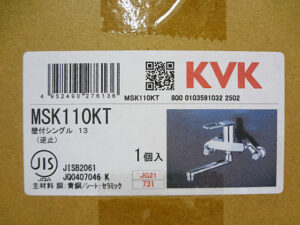 KVK
4 952490 276136
MSK110KT 800 0103591032 2502
MSK110KT
壁付シングル 13
(逆止)
1個入
JIS
JISB2061
JQ0407046 K
JG21
731
主材料 胴:青銅/シート:セラミック